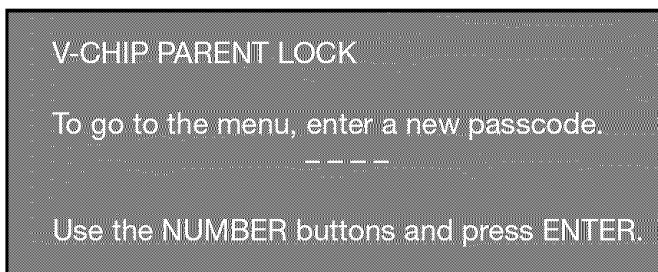 V-CHIP PARENT LOCK
To go to the menu, enter a new passcode.
_ _ _ _
Use the NUMBER buttons and press ENTER.